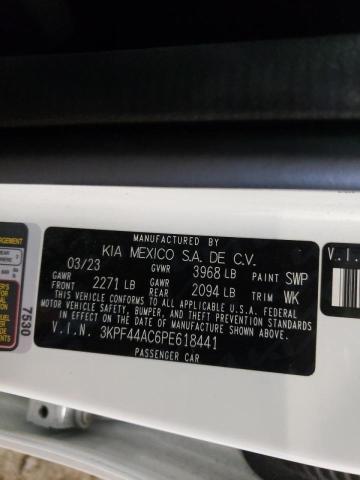 MANUFACTURED BY
KIA MEXICO S.A. DE C.V.
03/23 GVWR 3968 LB PAINT SWP
GAWR FRONT 2271 LB GAWR REAR 2094 LB TRIM WK
THIS VEHICLE CONFORMS TO ALL APPLICABLE U.S.A. FEDERAL
MOTOR VEHICLE SAFETY, BUMPER, AND THEFT PREVENTION STANDARDS
IN EFFECT ON THE DATE OF MANUFACTURE SHOWN ABOVE.
V.I.N. 3KPF44AC6PE618441
PASSENGER CAR
7530
V.I.